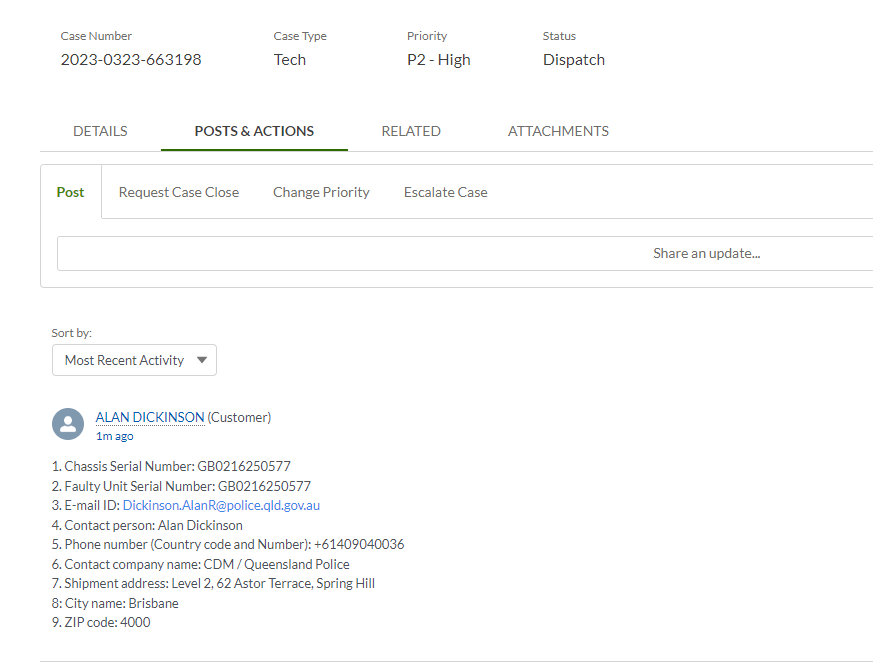 Case Number Case Type Priority Status
2023-0323-663198 Tech P2 - High Dispatch
DETAILS POSTS & ACTIONS RELATED ATTACHMENTS
Post Request Case Close Change Priority Escalate Case
Share an update...
Sort by:
Most Recent Activity
ALAN DICKINSON (Customer)
1m ago
1. Chassis Serial Number: GB0216250577
2. Faulty Unit Serial Number: GB0216250577
3. E-mail ID: Dickinson.AlanR@police.qld.gov.au
4. Contact person: Alan Dickinson
5. Phone number (Country code and Number): +61409040036
6. Contact company name: CDM / Queensland Police
7. Shipment address: Level 2, 62 Astor Terrace, Spring Hill
8: City name: Brisbane
9. ZIP code: 4000